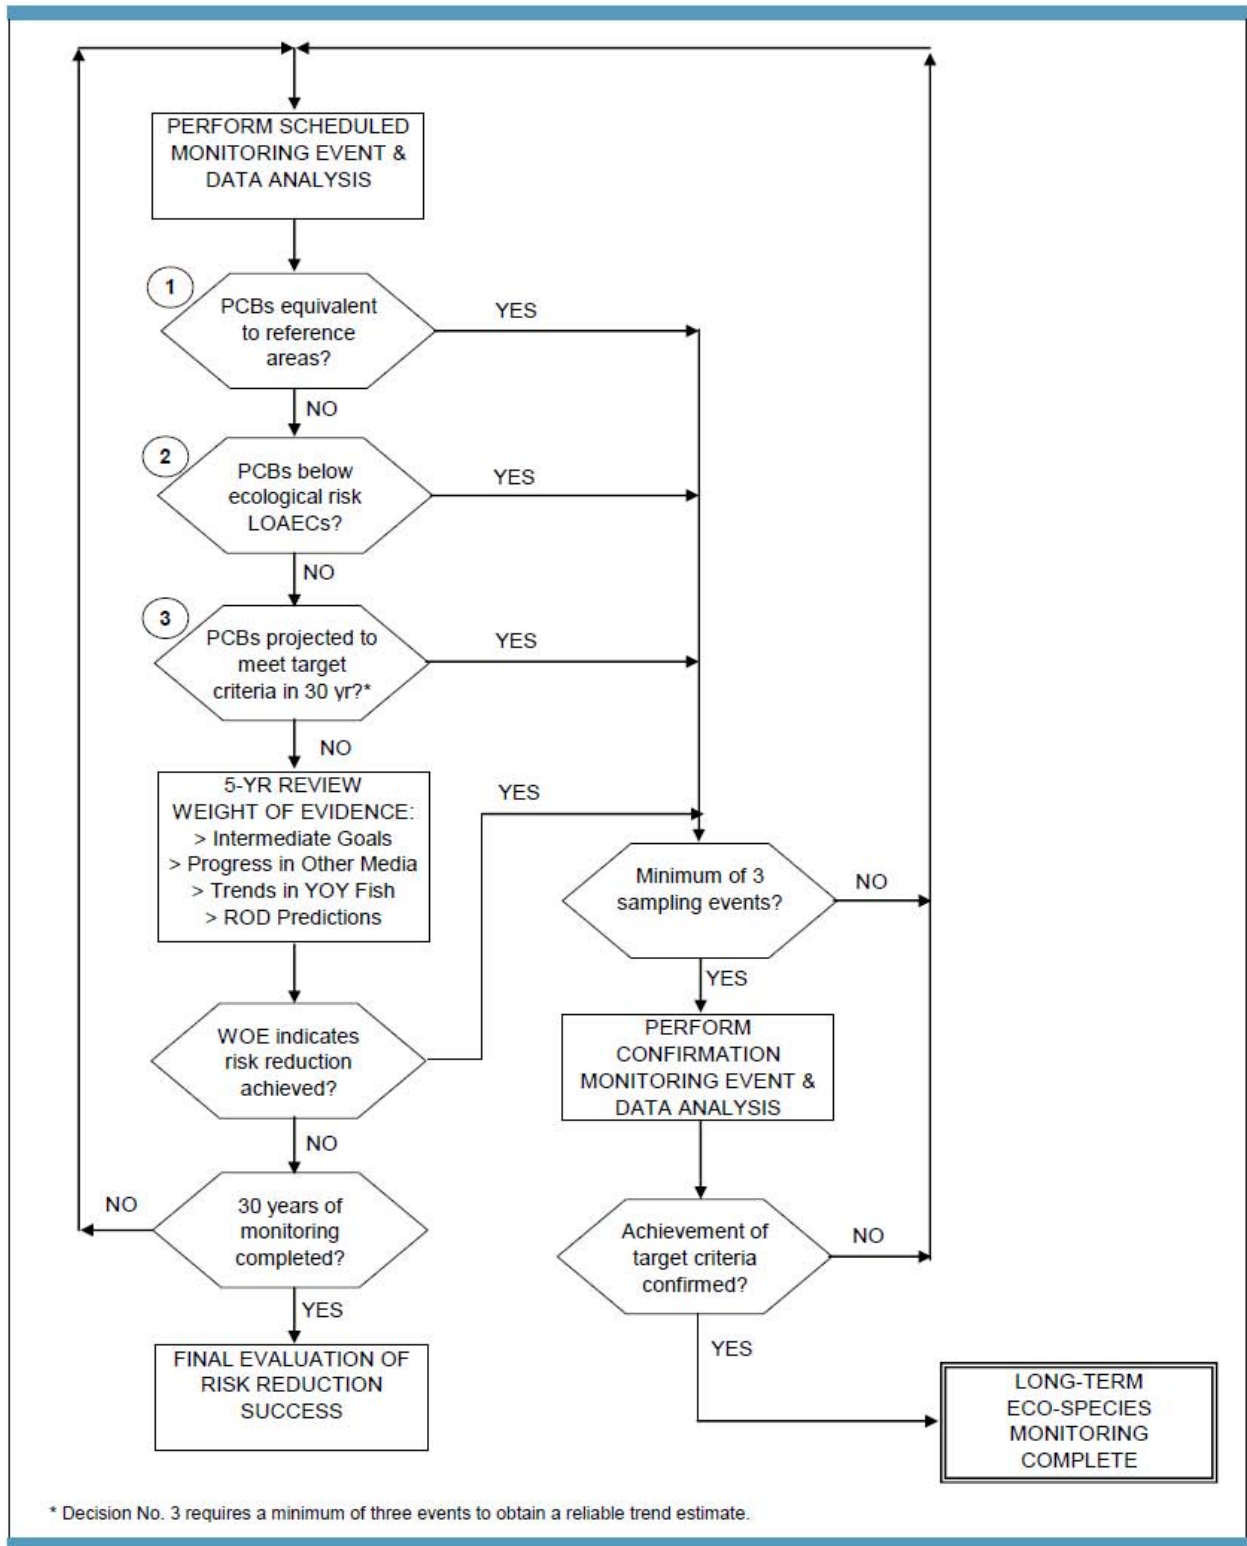 PERFORM SCHEDULED
MONITORING EVENT &
DATA ANALYSIS
1
PCBs equivalent
to reference
areas?
YES
NO
2
PCBs below
ecological risk
LOAECs?
YES
NO
3
PCBs projected to
meet target
criteria in 30 yr?*
YES
NO
5-YR REVIEW
WEIGHT OF EVIDENCE:
> Intermediate Goals
> Progress in Other Media
> Trends in YOY Fish
> ROD Predictions
YES
WOE indicates
risk reduction
achieved?
NO
30 years of
monitoring
completed?
NO
YES
FINAL EVALUATION OF
RISK REDUCTION
SUCCESS
Minimum of 3
sampling events?
NO
YES
PERFORM
CONFIRMATION
MONITORING EVENT &
DATA ANALYSIS
Achievement of
target criteria
confirmed?
NO
YES
LONG-TERM
ECO-SPECIES
MONITORING
COMPLETE
* Decision No. 3 requires a minimum of three events to obtain a reliable trend estimate.